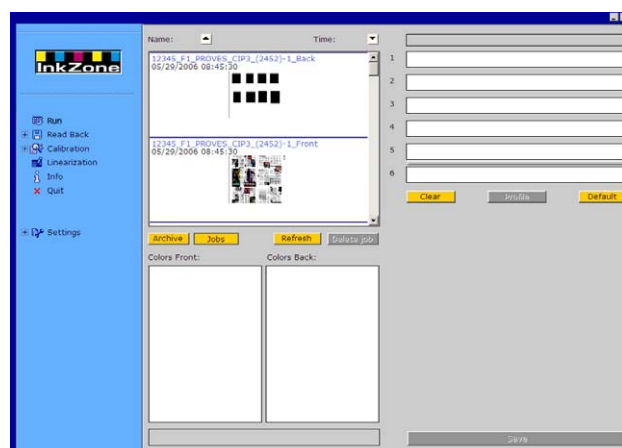 InkZone
Run
Read Back
Calibration
Linearization
Info
Quit
Settings
Name:
Time:
12345_F1_PROVES_CIP3_(2452)-1_Back
05/29/2006 08:45:30
12345_F1_PROVES_CIP3_(2452)-1_Front
05/29/2006 08:45:30
Archive
Jobs
Refresh
Delete job
Colors Front:
Colors Back:
1
2
3
4
5
6
Clear
Profile
Default
Save